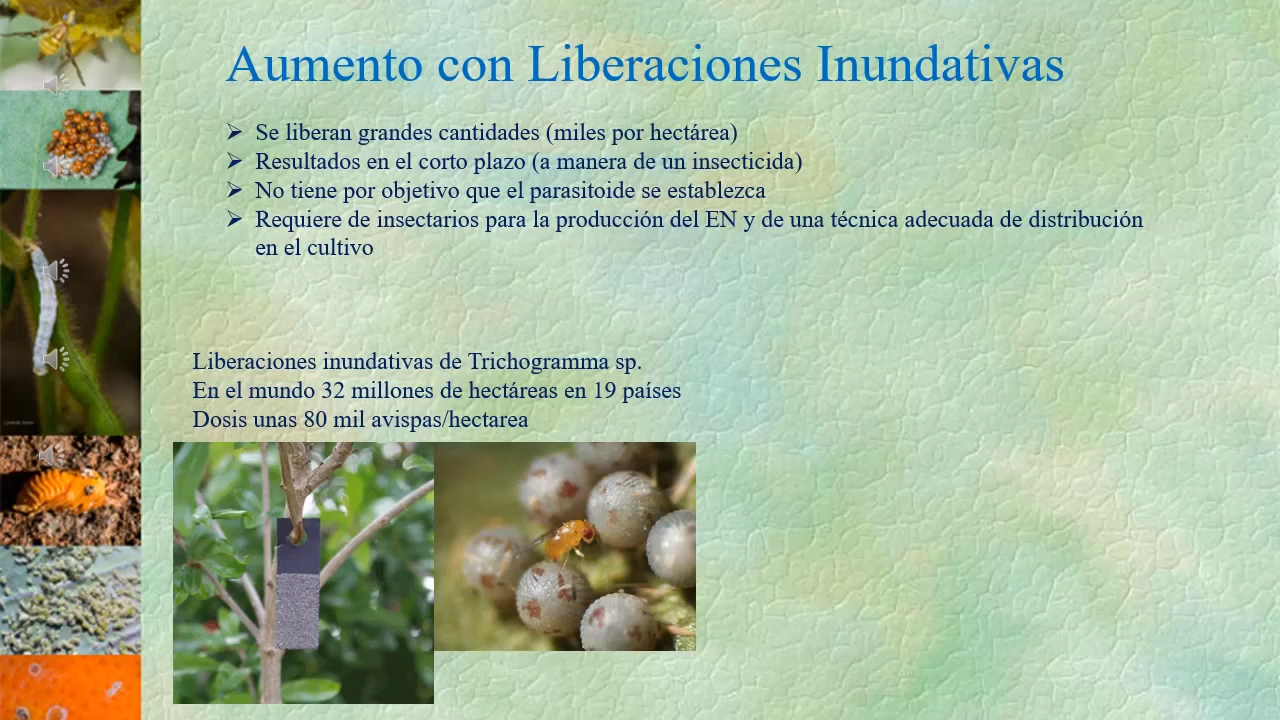 Aumento con Liberaciones Inundativas
➢ Se liberan grandes cantidades (miles por hectárea)
➢ Resultados en el corto plazo (a manera de un insecticida)
➢ No tiene por objetivo que el parasitoide se establezca
➢ Requiere de insectarios para la producción del EN y de una técnica adecuada de distribución
en el cultivo
Liberaciones inundativas de Trichogramma sp.
En el mundo 32 millones de hectáreas en 19 países
Dosis unas 80 mil avispas/hectarea